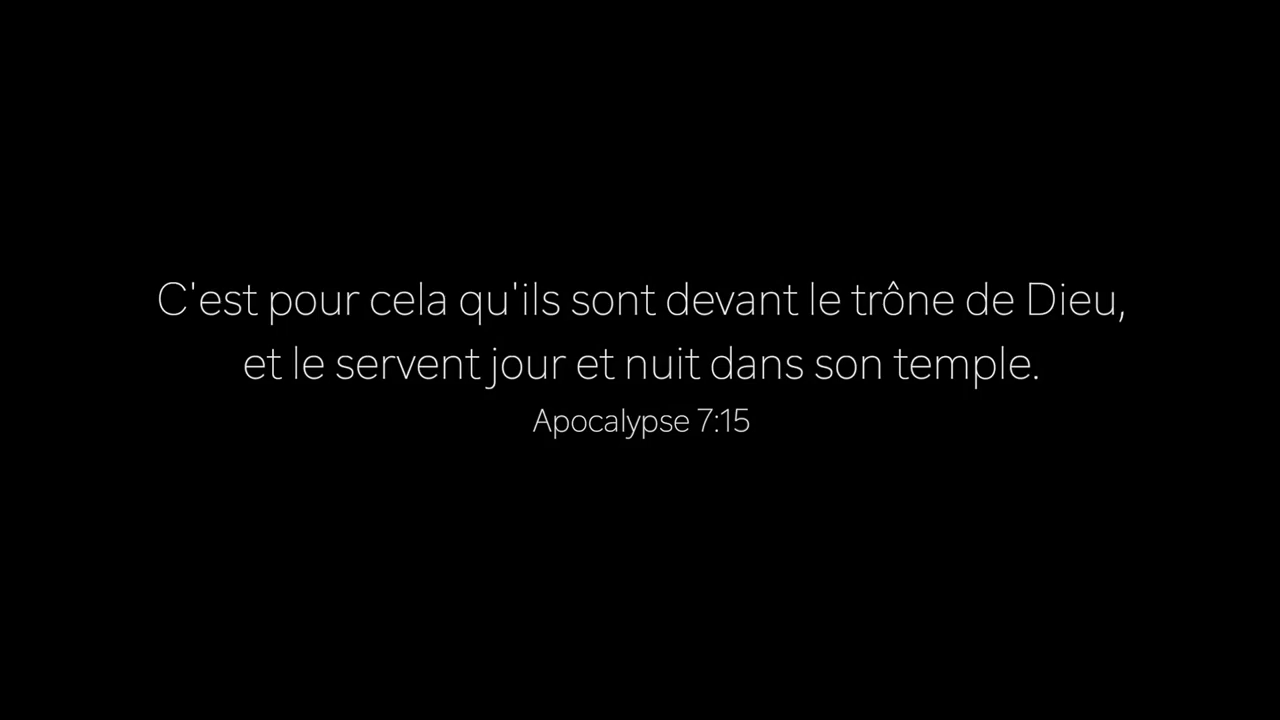 C'est pour cela qu'ils sont devant le trône de Dieu,
et le servent jour et nuit dans son temple.
Apocalypse 7:15